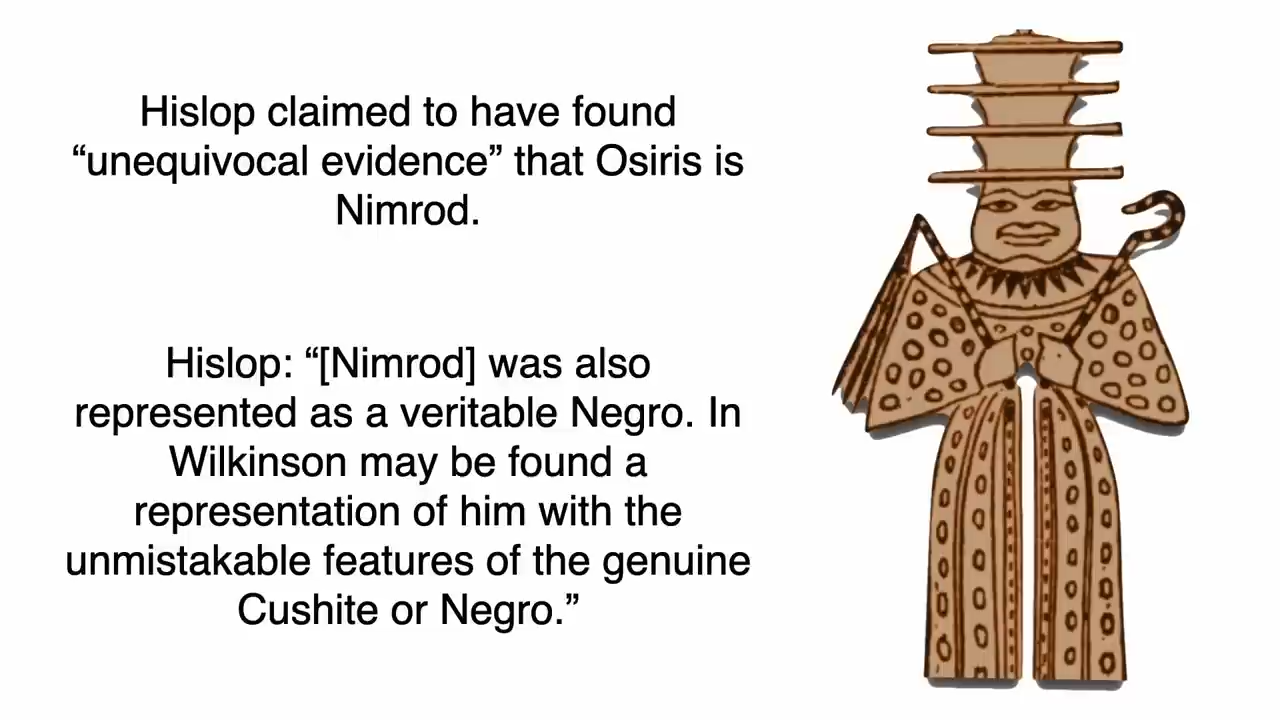 Hislop claimed to have found
“unequivocal evidence” that Osiris is
Nimrod.
Hislop: “[Nimrod] was also
represented as a veritable Negro. In
Wilkinson may be found a
representation of him with the
unmistakable features of the genuine
Cushite or Negro.”